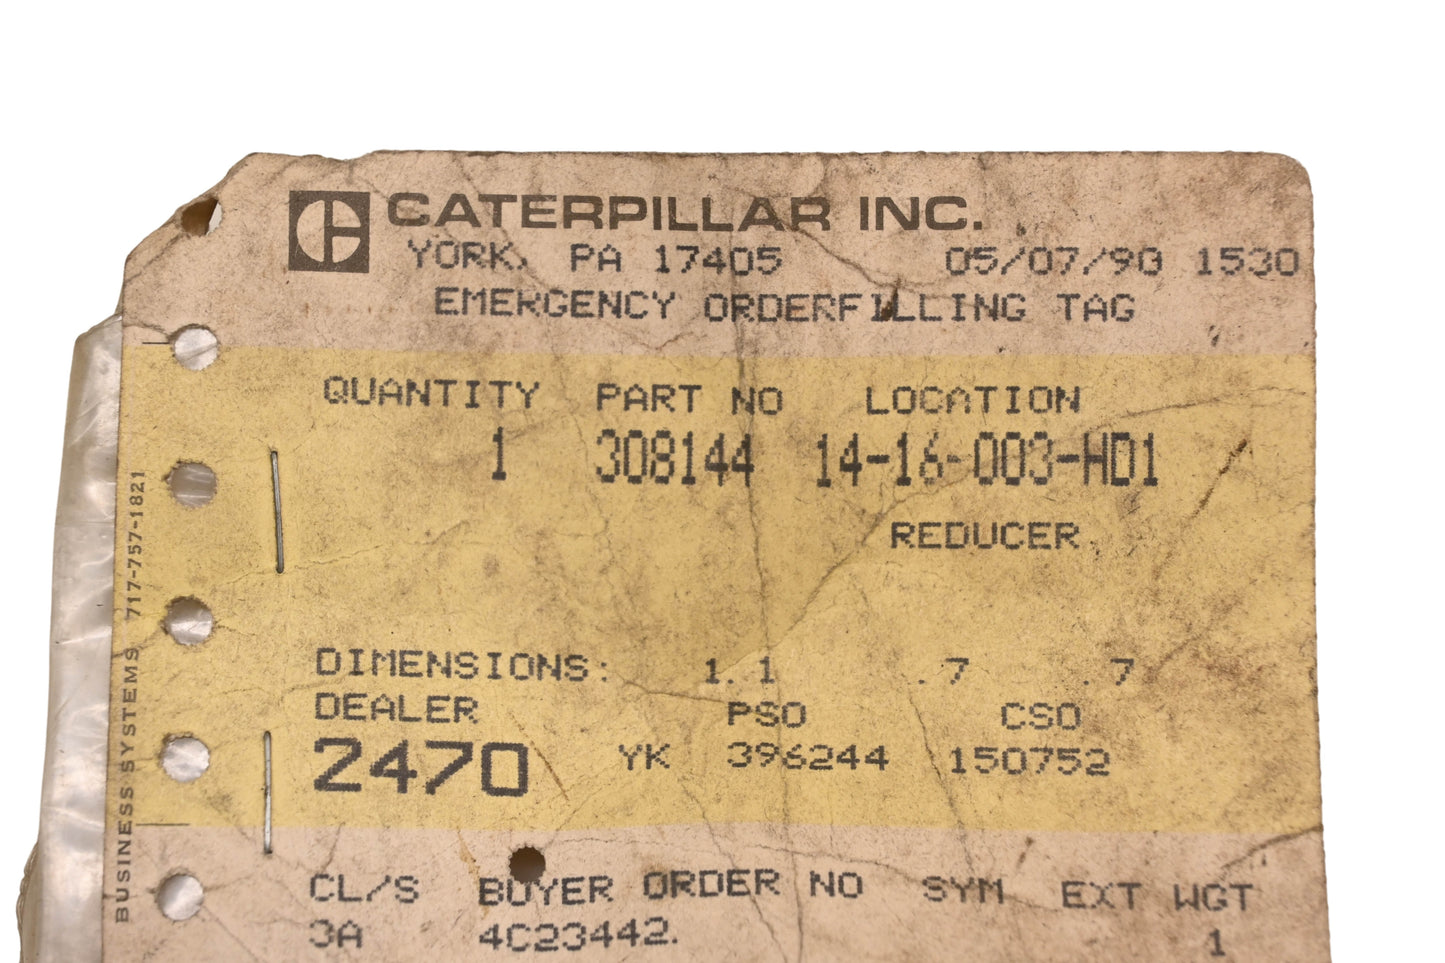 CATERPILLAR INC.
YORK, PA 17405 05/07/90 1530
EMERGENCY ORDERFILLING TAG
QUANTITY PART NO LOCATION
1 308144 14-16-003-HD1
REDUCER
DIMENSIONS: 1.1 .7 .7
DEALER PSO CSO
2470 YK 396244 150752
CL/S BUYER ORDER NO SYM EXT WGT
3A 4C23442. 1
BUSINESS SYSTEMS 717-757-1821